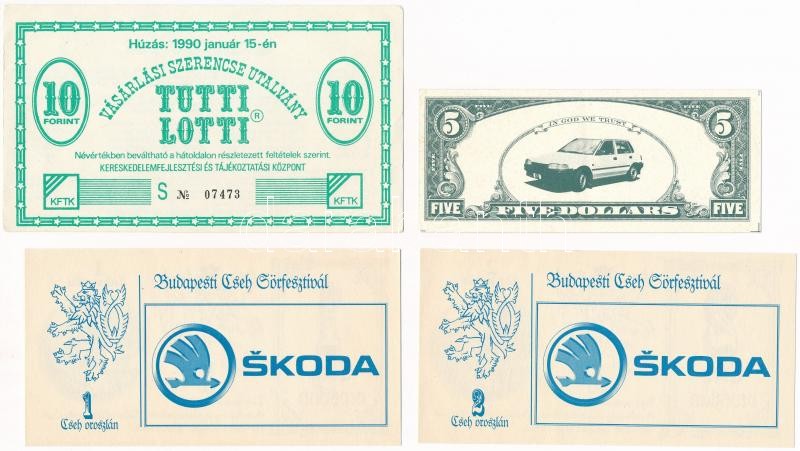 Húzás: 1990 január 15-én
VÁSÁRLÁSI SZERENCSE UTALVÁNY
10
FORINT
TUTTI
LOTTI ®
10
FORINT
Névértékben beváltható a hátoldalon részletezett feltételek szerint.
KERESKEDELEMFEJLESZTÉSI ÉS TÁJÉKOZTATÁSI KÖZPONT
KFTK
S № 07473
KFTK
5
FIVE
5
IN GOD WE TRUST
FIVE
FIVE DOLLARS
FIVE
Budapesti Cseh Sörfesztivál
ŠKODA
1
Cseh oroszlán
Budapesti Cseh Sörfesztivál
ŠKODA
2
Cseh oroszlán